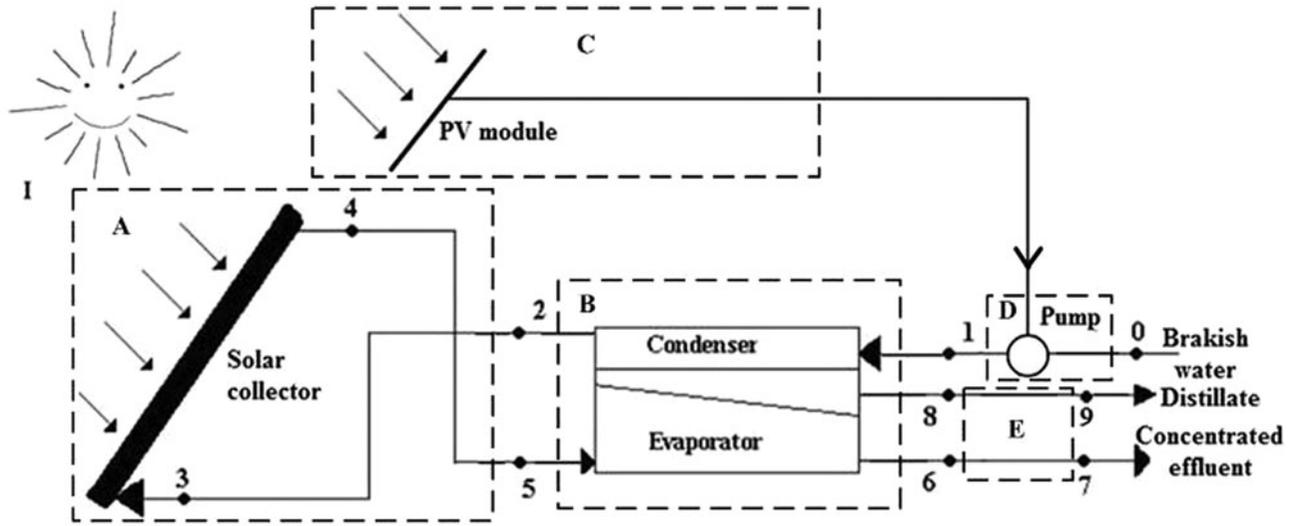 C
PV module
I
A
4
Solar
collector
3
2
5
B
Condenser
Evaporator
1
D
Pump
0
Brakish
water
8
9
Distillate
E
6
7
Concentrated
effluent